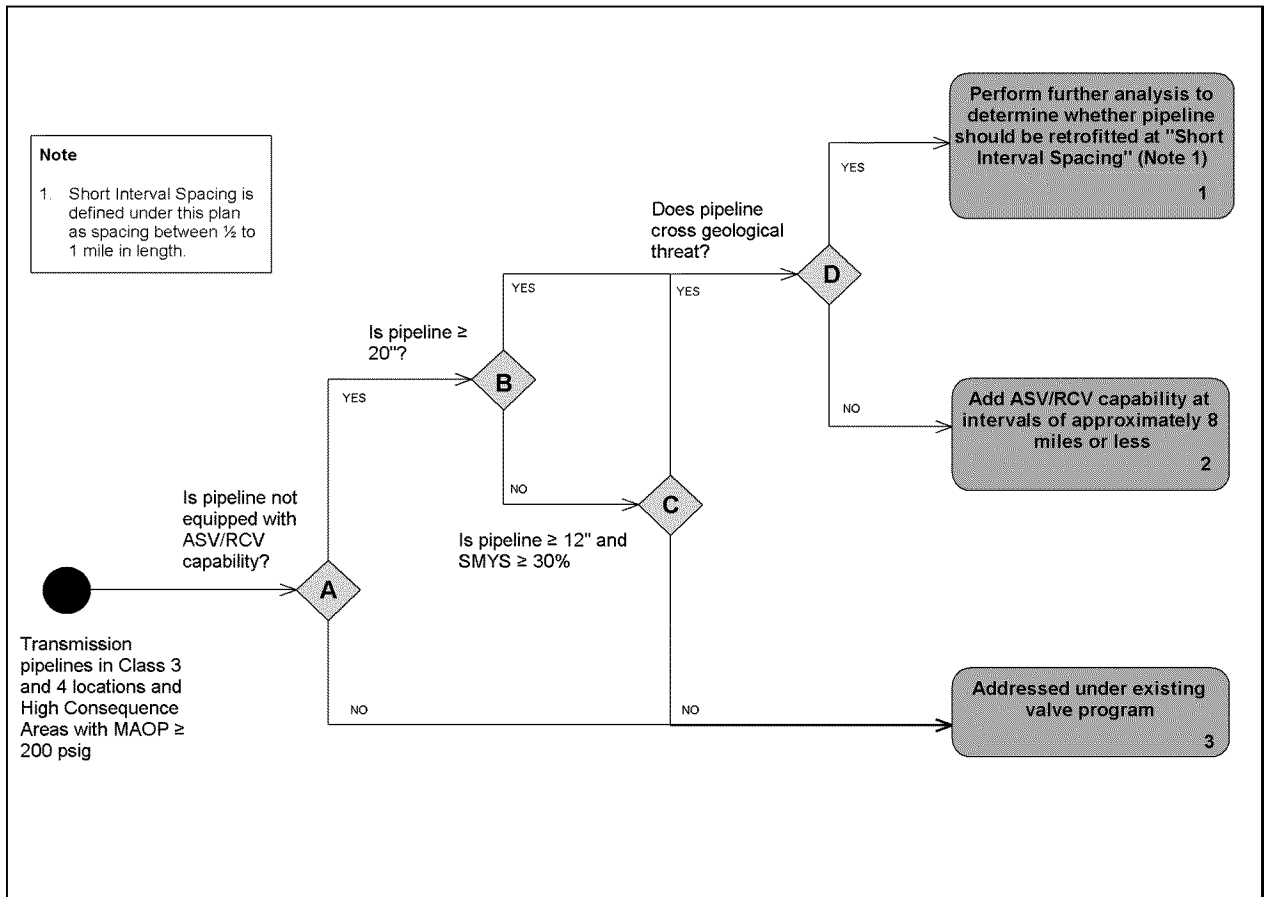 Note
1. Short Interval Spacing is
defined under this plan
as spacing between ½ to
1 mile in length.
Perform further analysis to
determine whether pipeline
should be retrofitted at "Short
Interval Spacing" (Note 1)
1
YES
Does pipeline
cross geological
threat?
D
YES
YES
Is pipeline ≥
20"?
B
YES
NO
Add ASV/RCV capability at
intervals of approximately 8
miles or less
2
NO
C
Is pipeline not
equipped with
ASV/RCV
capability?
Is pipeline ≥ 12" and
SMYS ≥ 30%
A
Transmission
pipelines in Class 3
and 4 locations and
High Consequence
Areas with MAOP ≥
200 psig
NO
NO
Addressed under existing
valve program
3